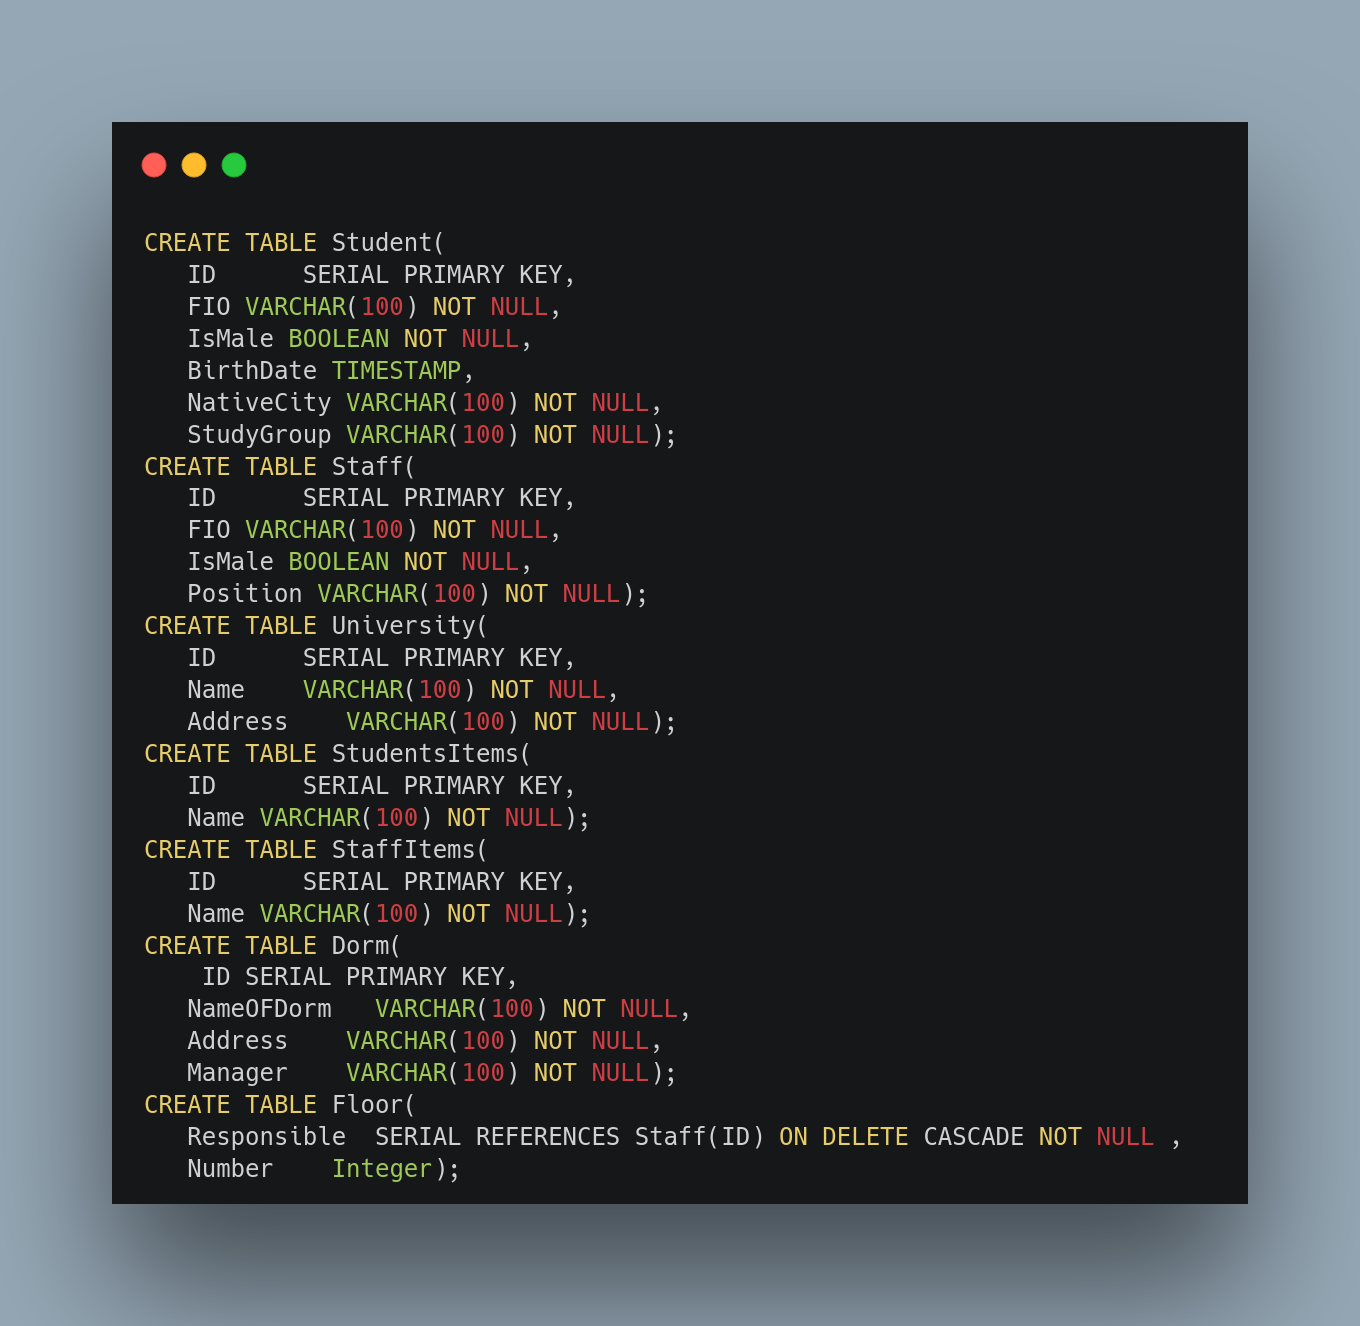 CREATE TABLE Student(
   ID      SERIAL PRIMARY KEY,
   FIO VARCHAR(100) NOT NULL,
   IsMale BOOLEAN NOT NULL,
   BirthDate TIMESTAMP,
   NativeCity VARCHAR(100) NOT NULL,
   StudyGroup VARCHAR(100) NOT NULL);
CREATE TABLE Staff(
   ID      SERIAL PRIMARY KEY,
   FIO VARCHAR(100) NOT NULL,
   IsMale BOOLEAN NOT NULL,
   Position VARCHAR(100) NOT NULL);
CREATE TABLE University(
   ID      SERIAL PRIMARY KEY,
   Name    VARCHAR(100) NOT NULL,
   Address    VARCHAR(100) NOT NULL);
CREATE TABLE StudentsItems(
   ID      SERIAL PRIMARY KEY,
   Name VARCHAR(100) NOT NULL);
CREATE TABLE StaffItems(
   ID      SERIAL PRIMARY KEY,
   Name VARCHAR(100) NOT NULL);
CREATE TABLE Dorm(
    ID SERIAL PRIMARY KEY,
   NameOFDorm   VARCHAR(100) NOT NULL,
   Address    VARCHAR(100) NOT NULL,
   Manager    VARCHAR(100) NOT NULL);
CREATE TABLE Floor(
   Responsible  SERIAL REFERENCES Staff(ID) ON DELETE CASCADE NOT NULL ,
   Number    Integer);